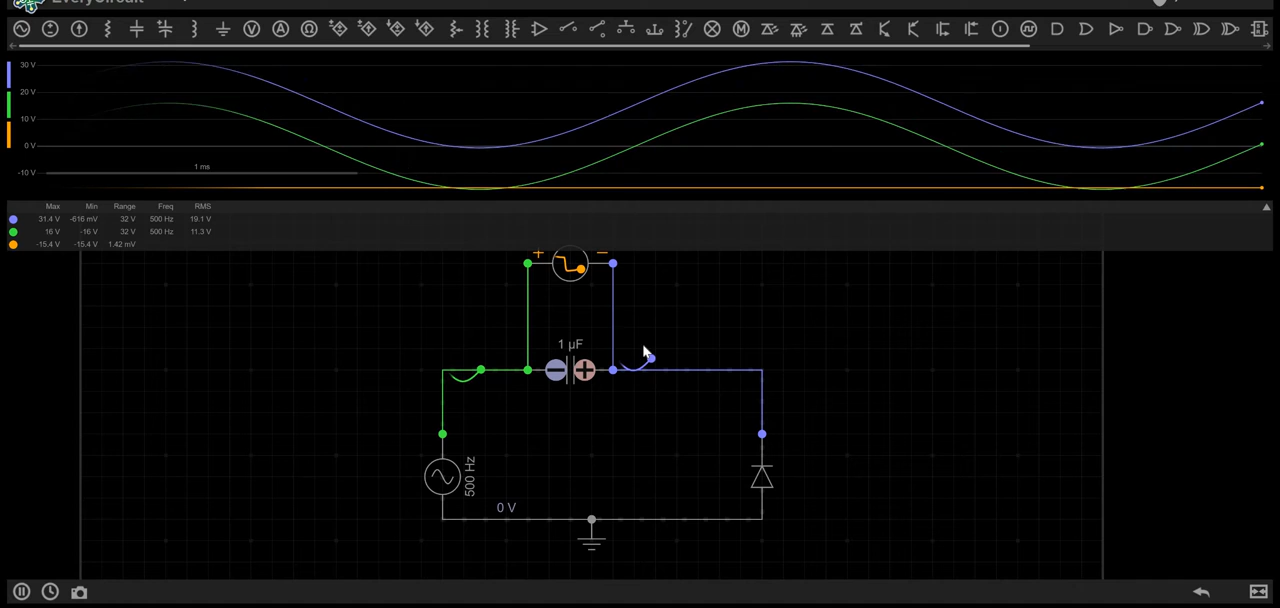 EveryCircuit
30 V
20 V
10 V
0 V
-10 V
1 ms
Max Min Range Freq RMS
31.4 V -616 mV 32 V 500 Hz 19.1 V
16 V -16 V 32 V 500 Hz 11.3 V
-15.4 V -15.4 V 1.42 mV
+ −
1 µF
500 Hz
0 V